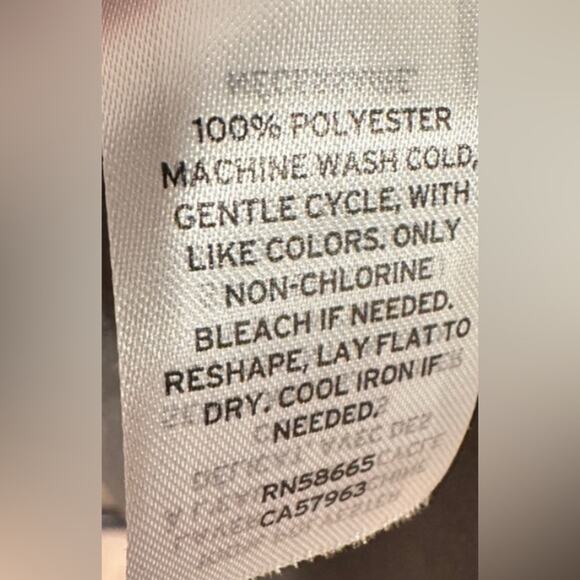 100% POLYESTER
MACHINE WASH COLD,
GENTLE CYCLE, WITH
LIKE COLORS. ONLY
NON-CHLORINE
BLEACH IF NEEDED.
RESHAPE, LAY FLAT TO
DRY. COOL IRON IF
NEEDED.
RN58665
CA57963